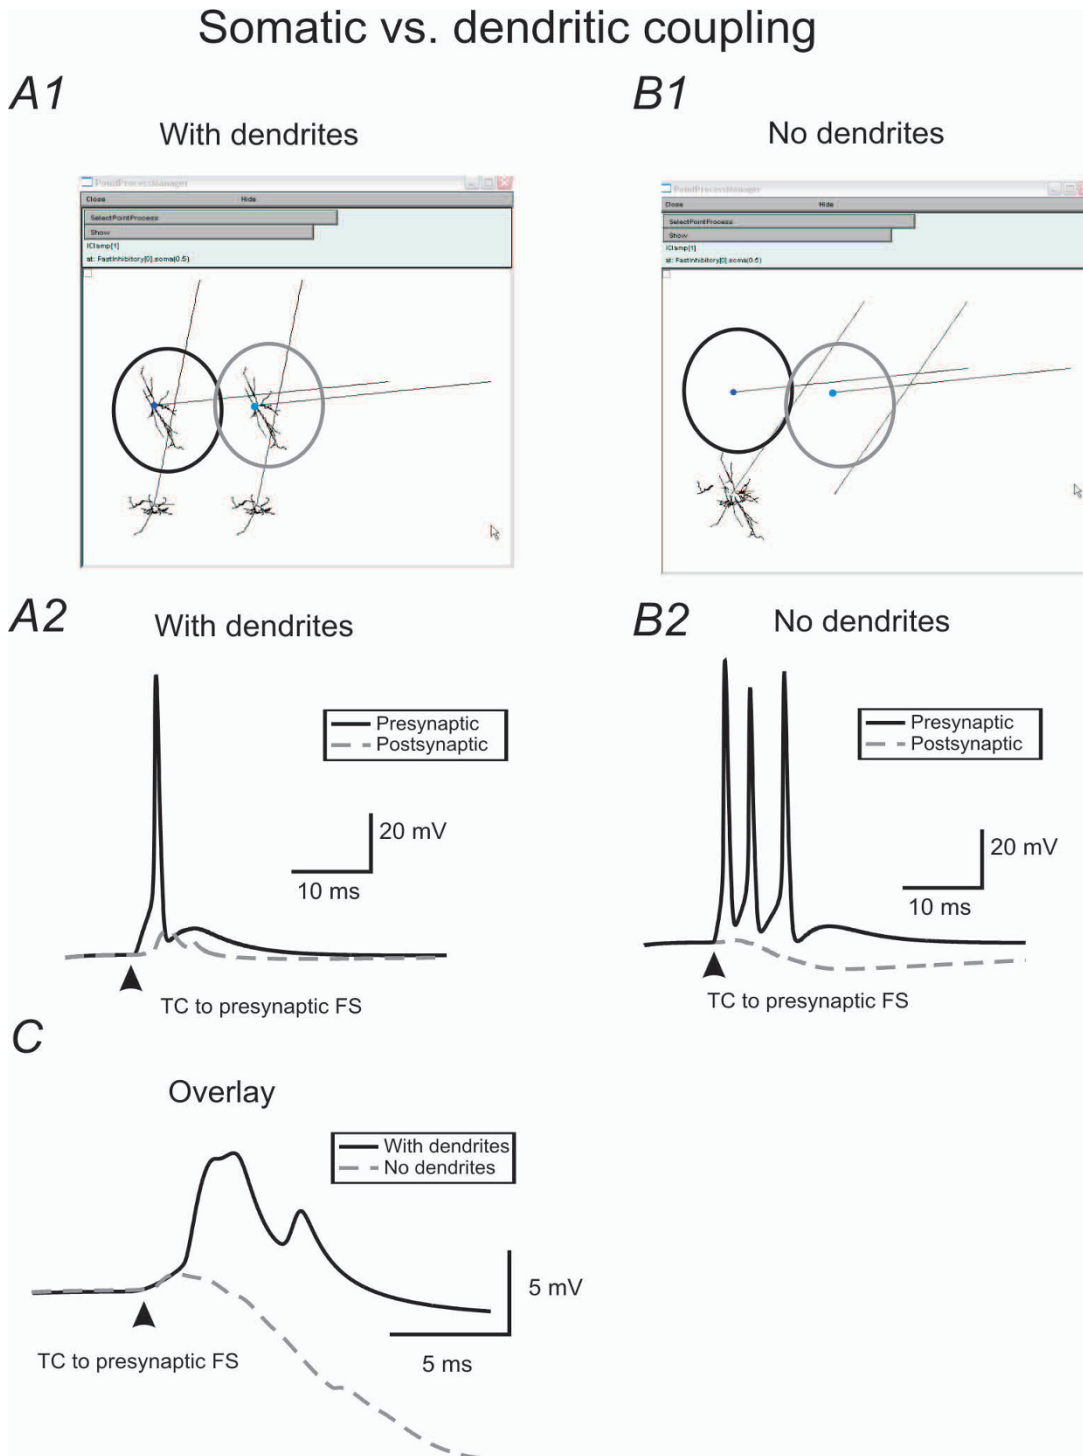 Somatic vs. dendritic coupling
A1
With dendrites
PointProcessManager
Close Hide
SelectPointProcess
Show
IClamp[1]
at: FastInhibitory[0].soma(0.5)
B1
No dendrites
PointProcessManager
Close Hide
SelectPointProcess
Show
IClamp[1]
at: FastInhibitory[0].soma(0.5)
A2
With dendrites
Presynaptic
Postsynaptic
20 mV
10 ms
TC to presynaptic FS
B2
No dendrites
Presynaptic
Postsynaptic
20 mV
10 ms
TC to presynaptic FS
C
Overlay
With dendrites
No dendrites
5 mV
5 ms
TC to presynaptic FS